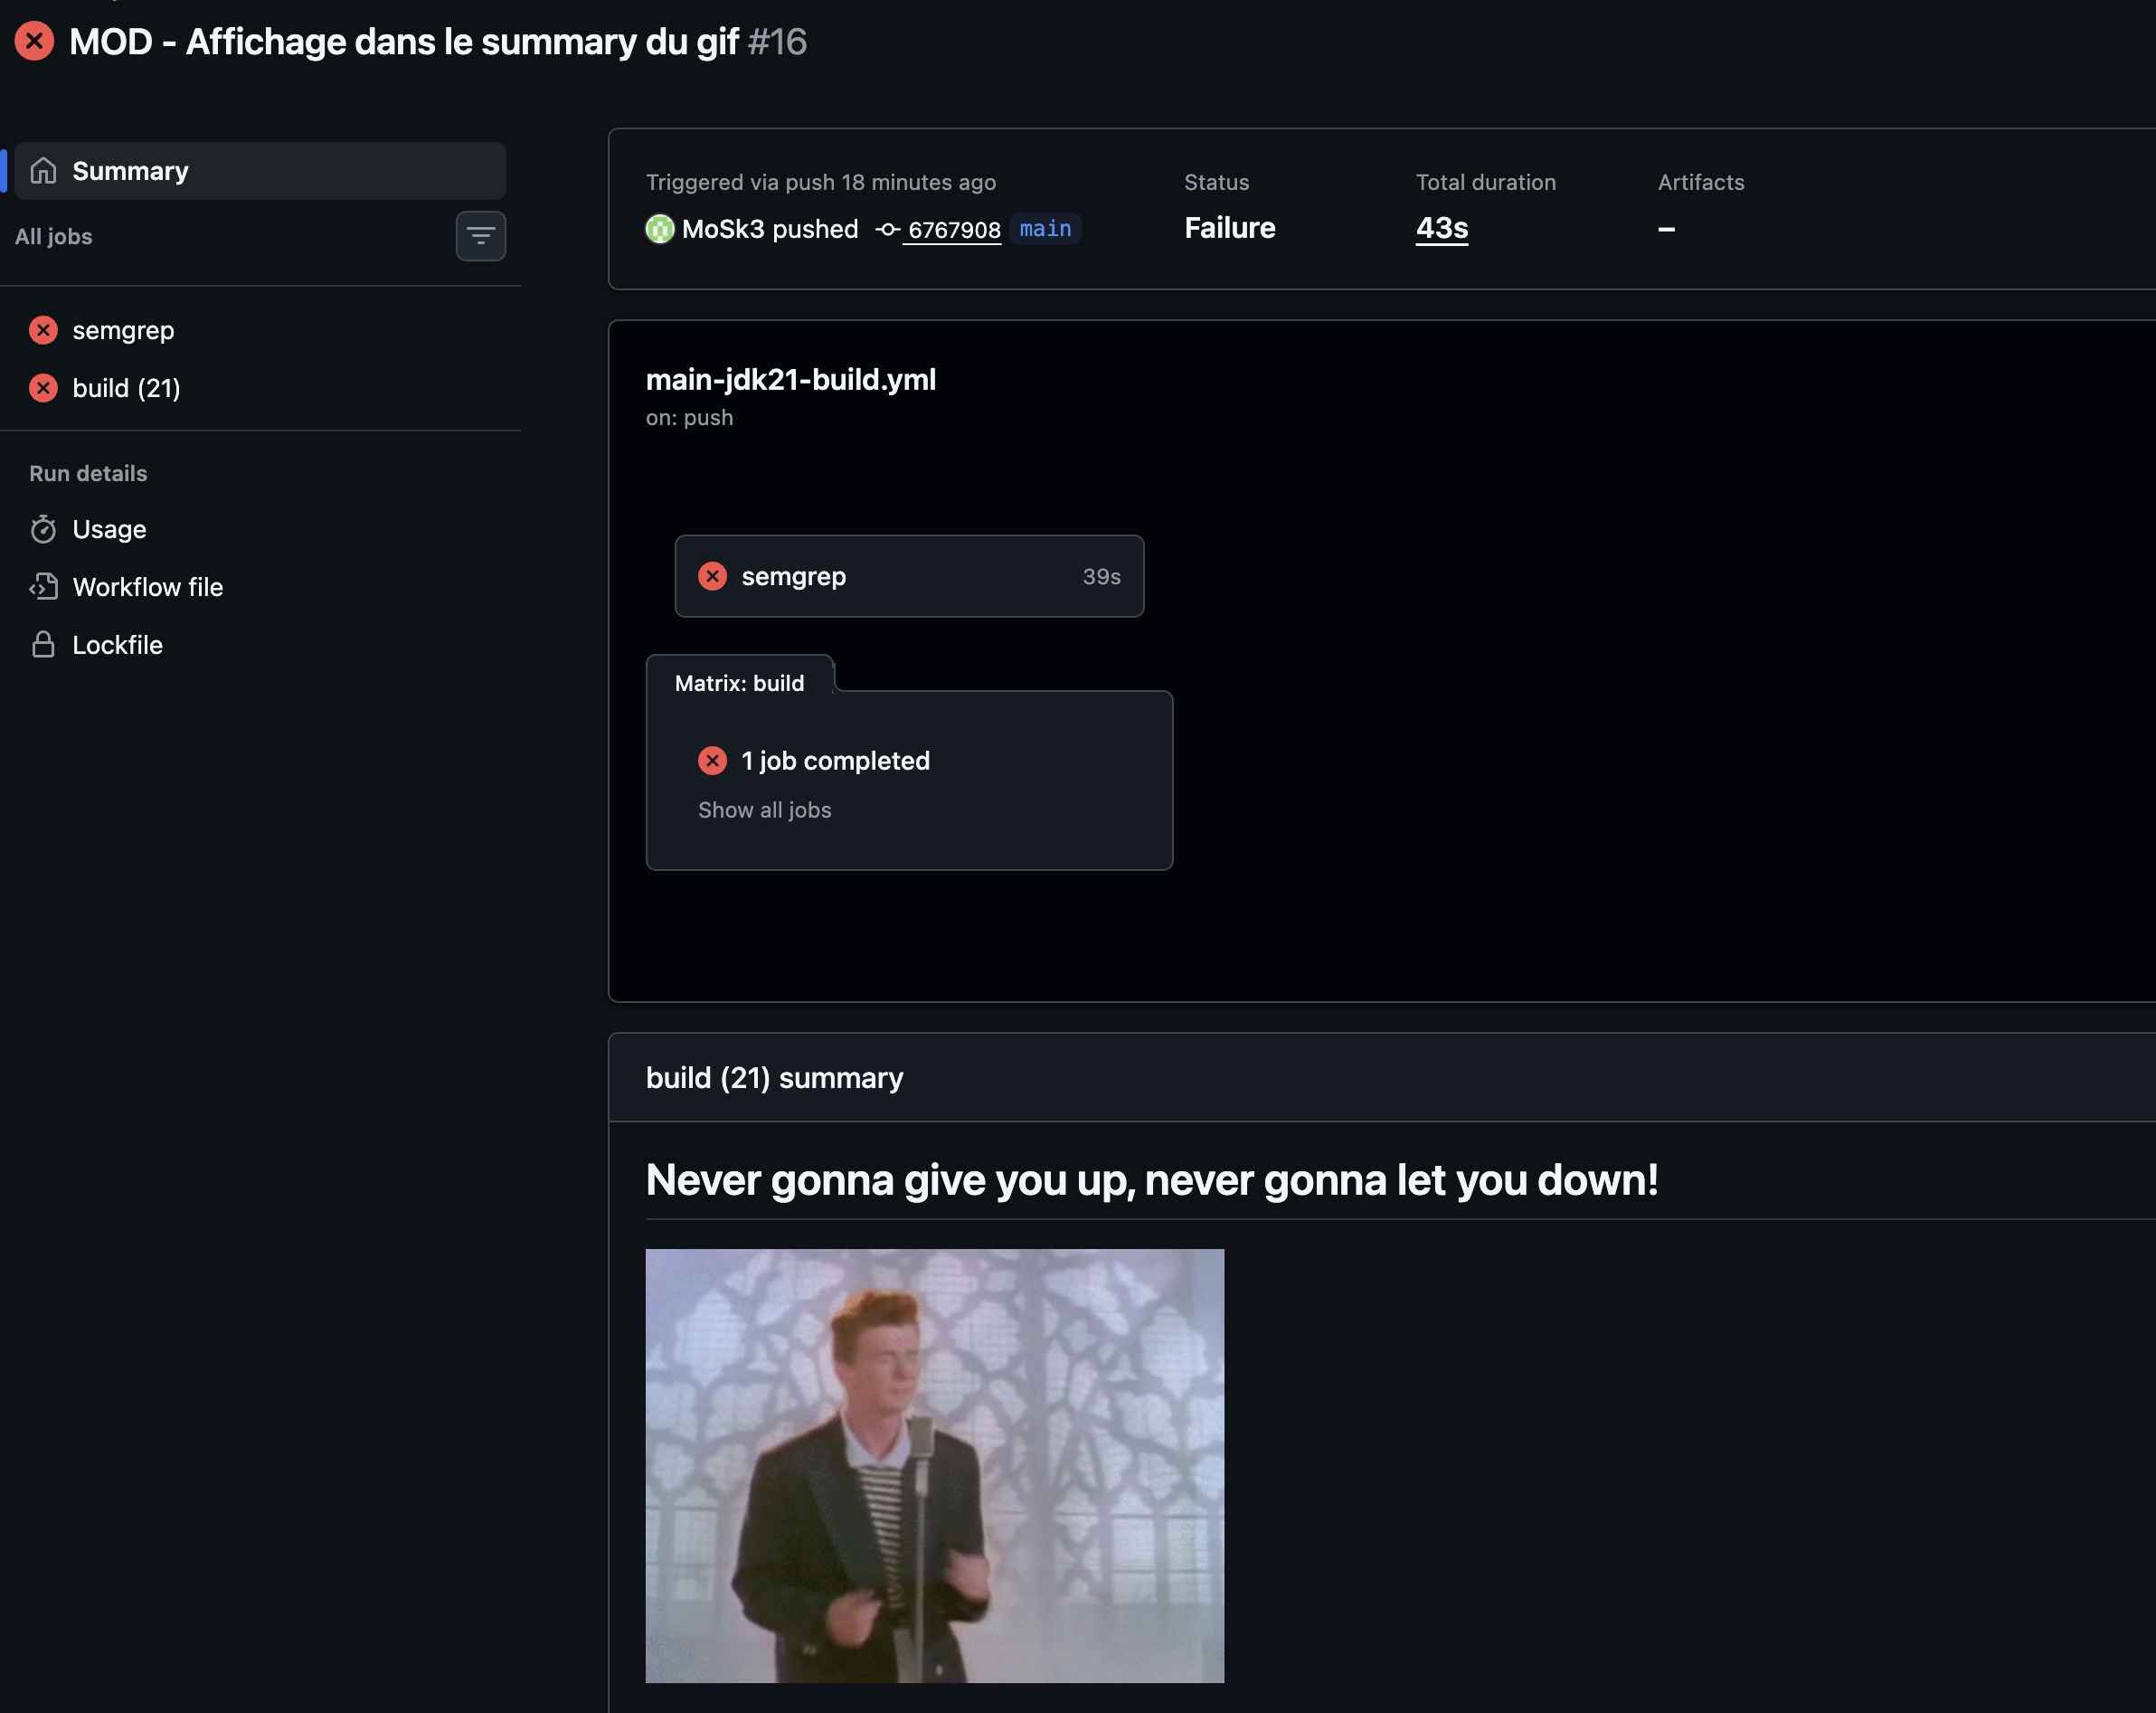 MOD - Affichage dans le summary du gif #16
Summary
All jobs
semgrep
build (21)
Run details
Usage
Workflow file
Lockfile
Triggered via push 18 minutes ago
MoSk3 pushed 6767908 main
Status
Failure
Total duration
43s
Artifacts
–
main-jdk21-build.yml
on: push
semgrep 39s
Matrix: build
1 job completed
Show all jobs
build (21) summary
Never gonna give you up, never gonna let you down!